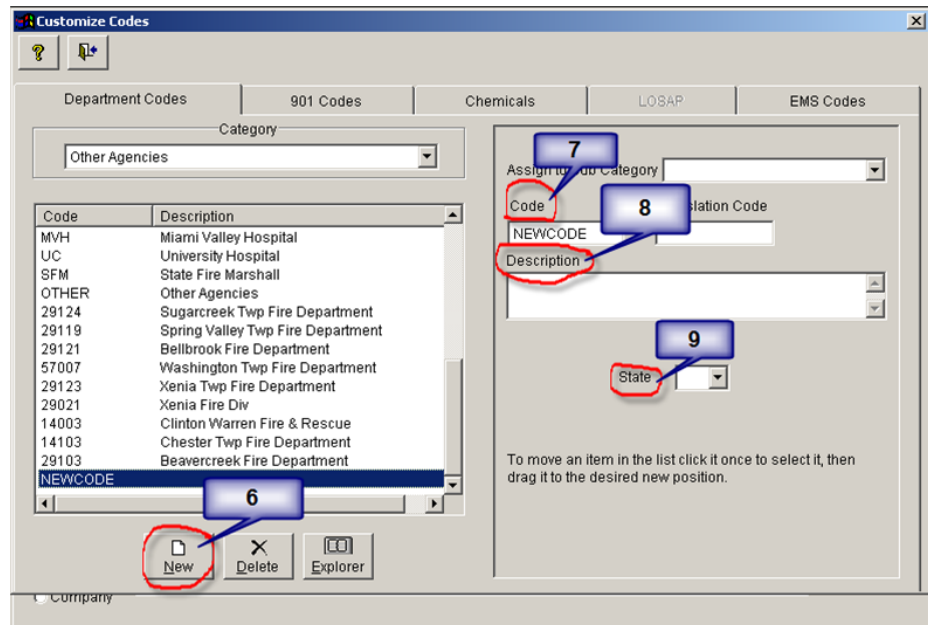 Customize Codes
Department Codes 901 Codes Chemicals LOSAP EMS Codes
Category
Other Agencies
Code Description
MVH Miami Valley Hospital
UC University Hospital
SFM State Fire Marshall
OTHER Other Agencies
29124 Sugarcreek Twp Fire Department
29119 Spring Valley Twp Fire Department
29121 Bellbrook Fire Department
57007 Washington Twp Fire Department
29123 Xenia Twp Fire Department
29021 Xenia Fire Div
14003 Clinton Warren Fire & Rescue
14103 Chester Twp Fire Department
29103 Beavercreek Fire Department
NEWCODE
6
New Delete Explorer
Company
7
Assign to Category
Code 8 Code
NEWCODE
Description
9
State
To move an item in the list click it once to select it, then
drag it to the desired new position.